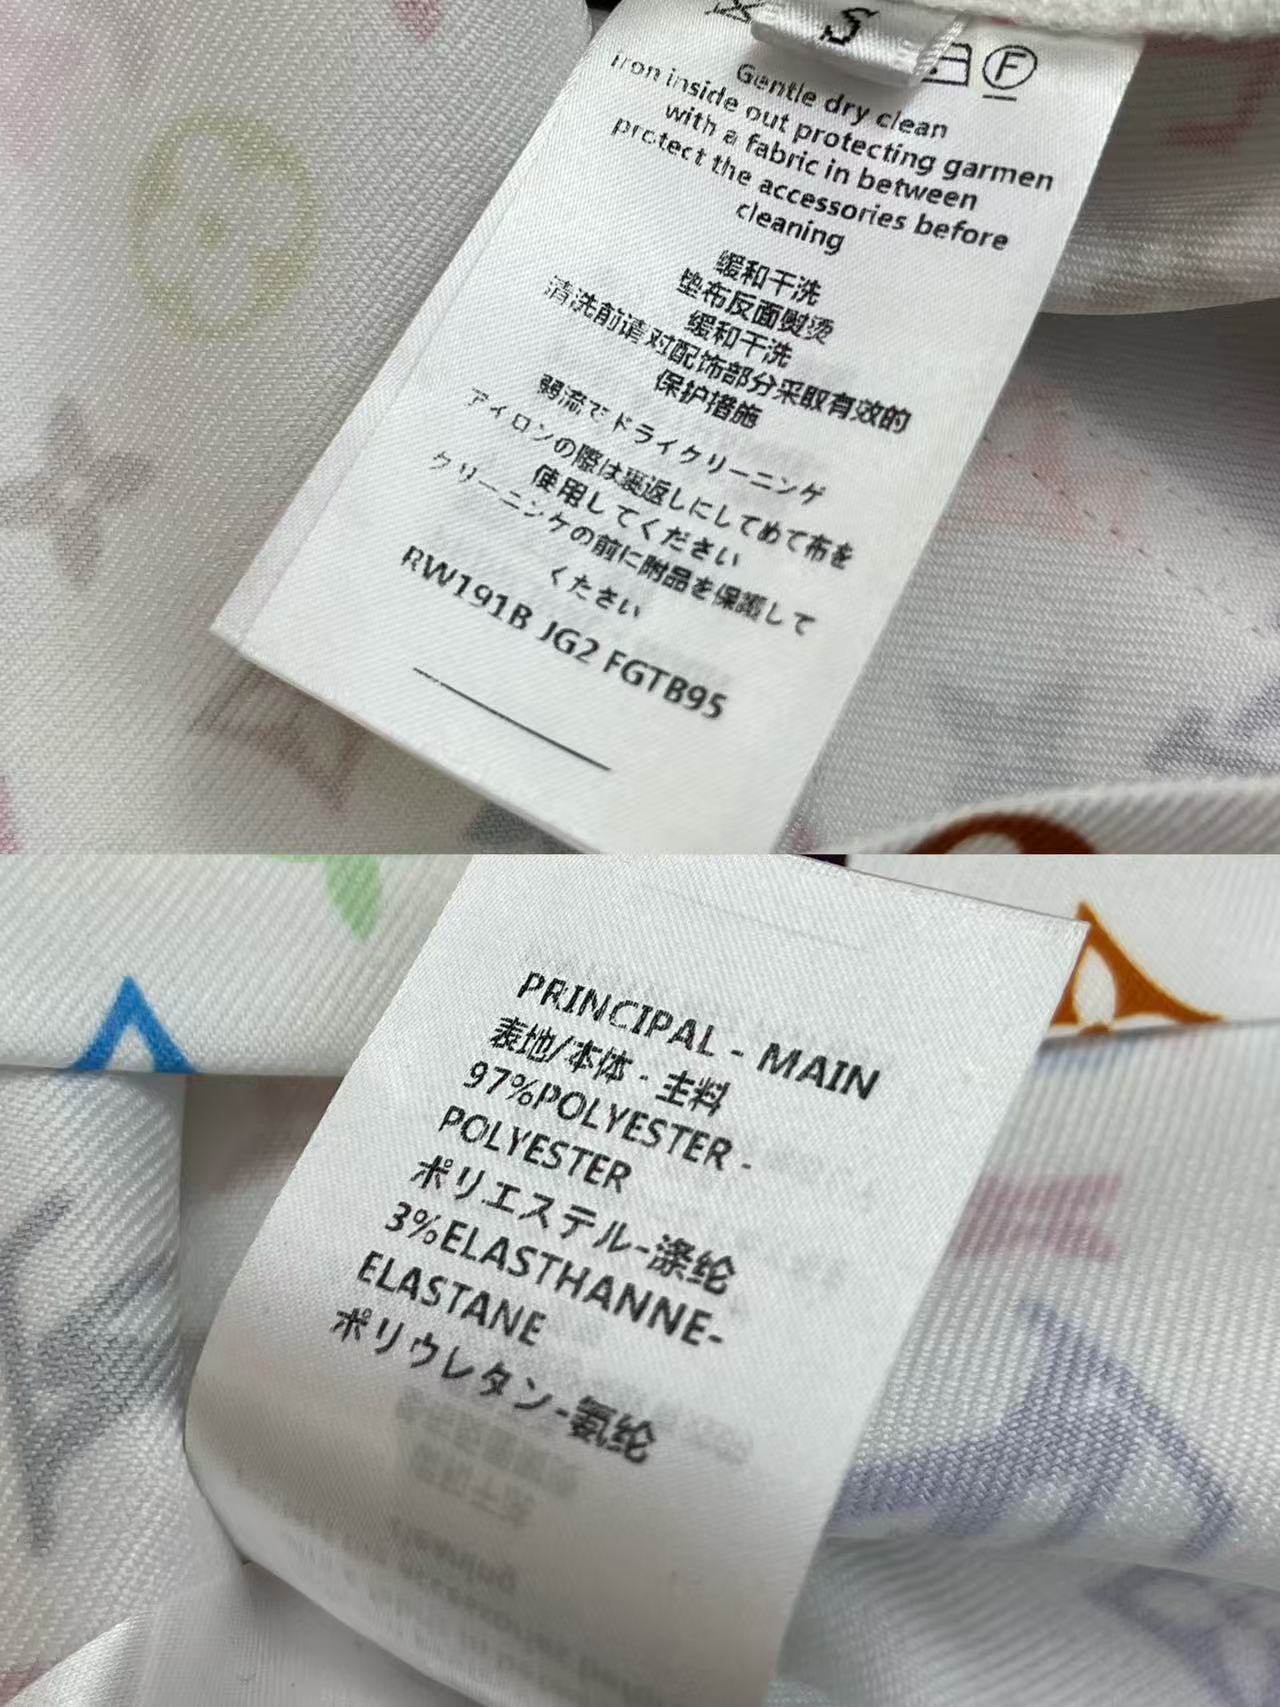 S
F
Gentle dry clean
Iron inside out protecting garmen
with a fabric in between
protect the accessories before
cleaning
缓和干洗
垫布反面熨烫
缓和干洗
清洗前请对配饰部分采取有效的
保护措施
弱流でドライクリーニング
アイロンの際は裏返しにしてめて布を
使用してください
クリーニンケの前に附品を保認して
くたさい
RW191B JG2 FGTB95
PRINCIPAL - MAIN
表地/本体 - 主料
97%POLYESTER -
POLYESTER
ポリエステル-涤纶
3%ELASTHANNE-
ELASTANE
ポリウレタン-氨纶